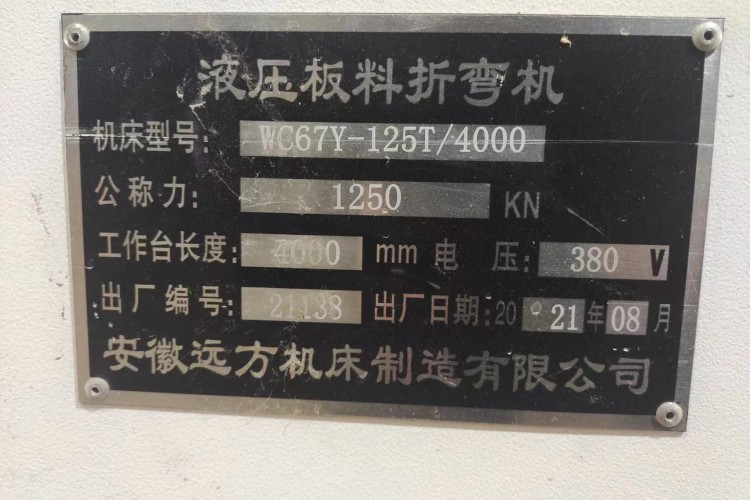 液压板料折弯机
机床型号: WC67Y-125T/4000
公称力: 1250 KN
工作台长度: 4000 mm 电 压: 380 V
出厂编号: 21138 出厂日期: 20 21 年 08 月
安徽远方机床制造有限公司